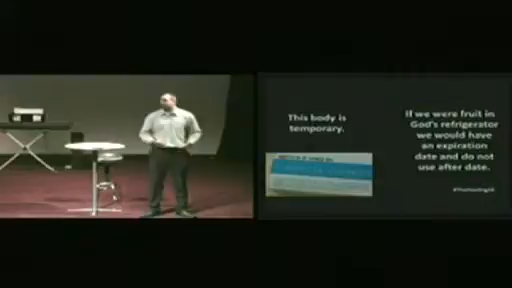 This body is
temporary.
If we were fruit in
God's refrigerator
we would have
an expiration
date and do not
use after date.